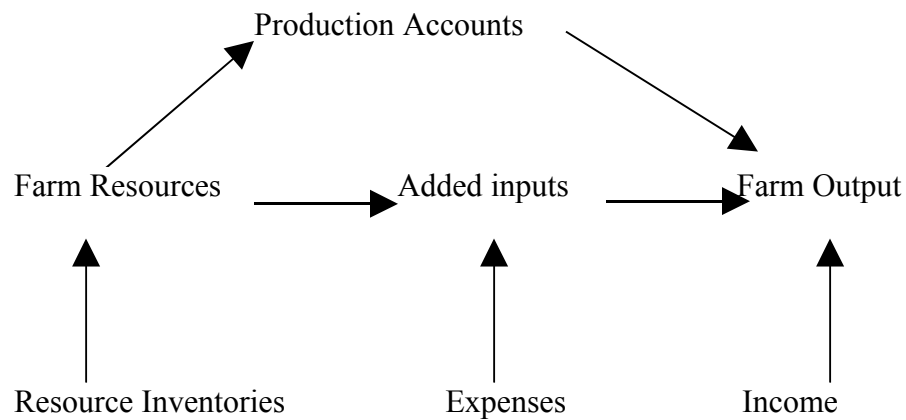 Production Accounts
Farm Resources Added inputs Farm Output
Resource Inventories Expenses Income